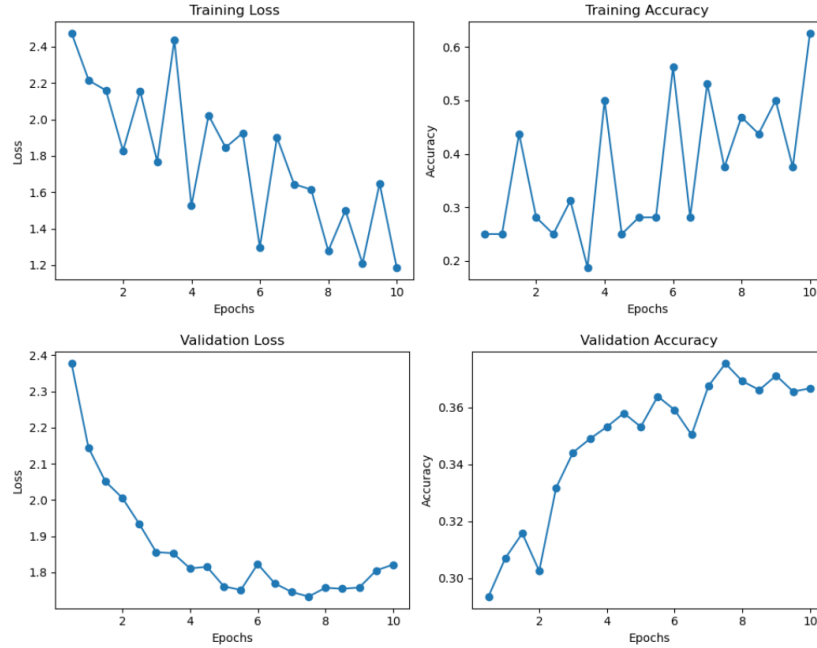 Training Loss
2.4
2.2
2.0
1.8
1.6
1.4
1.2
Loss
2 4 6 8 10
Epochs
Training Accuracy
0.6
0.5
0.4
0.3
0.2
Accuracy
2 4 6 8 10
Epochs
Validation Loss
2.4
2.3
2.2
2.1
2.0
1.9
1.8
Loss
2 4 6 8 10
Epochs
Validation Accuracy
0.36
0.34
0.32
0.30
Accuracy
2 4 6 8 10
Epochs